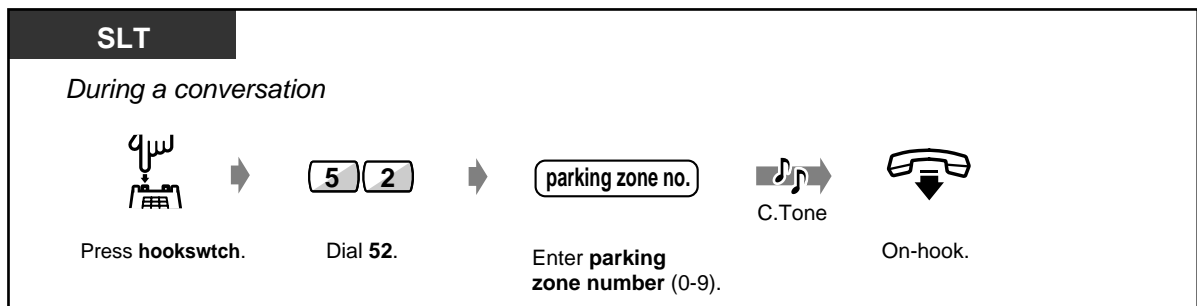 SLT
During a conversation
5 2
parking zone no.
C.Tone
Press hookswtch.
Dial 52.
Enter parking
zone number (0-9).
On-hook.